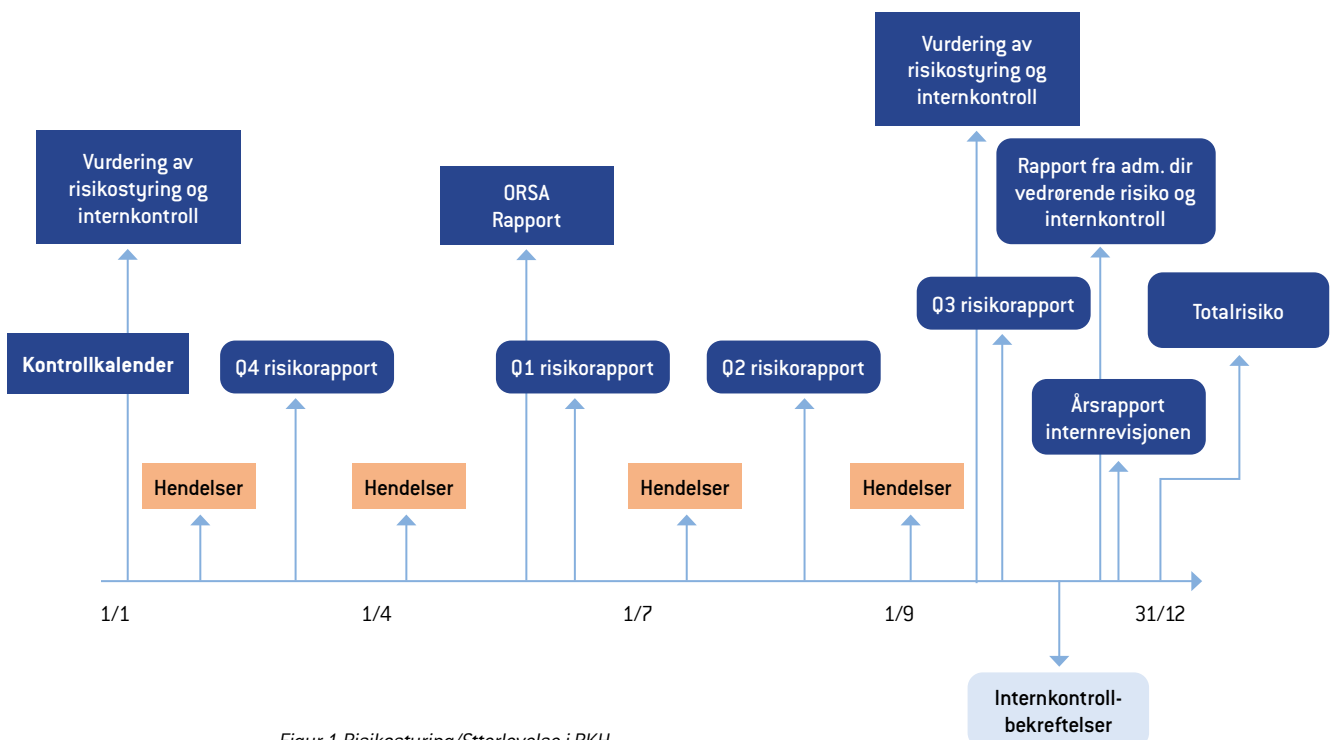 Vurdering av
risikostyring og
internkontroll
Vurdering av
risikostyring og
internkontroll
ORSA
Rapport
Rapport fra adm. dir
vedrørende risiko og
internkontroll
Kontrollkalender
Q4 risikorapport
Q1 risikorapport
Q2 risikorapport
Q3 risikorapport
Totalrisiko
Årsrapport
internrevisjonen
Hendelser
Hendelser
Hendelser
Hendelser
1/1
1/4
1/7
1/9
31/12
Internkontroll-
bekreftelser